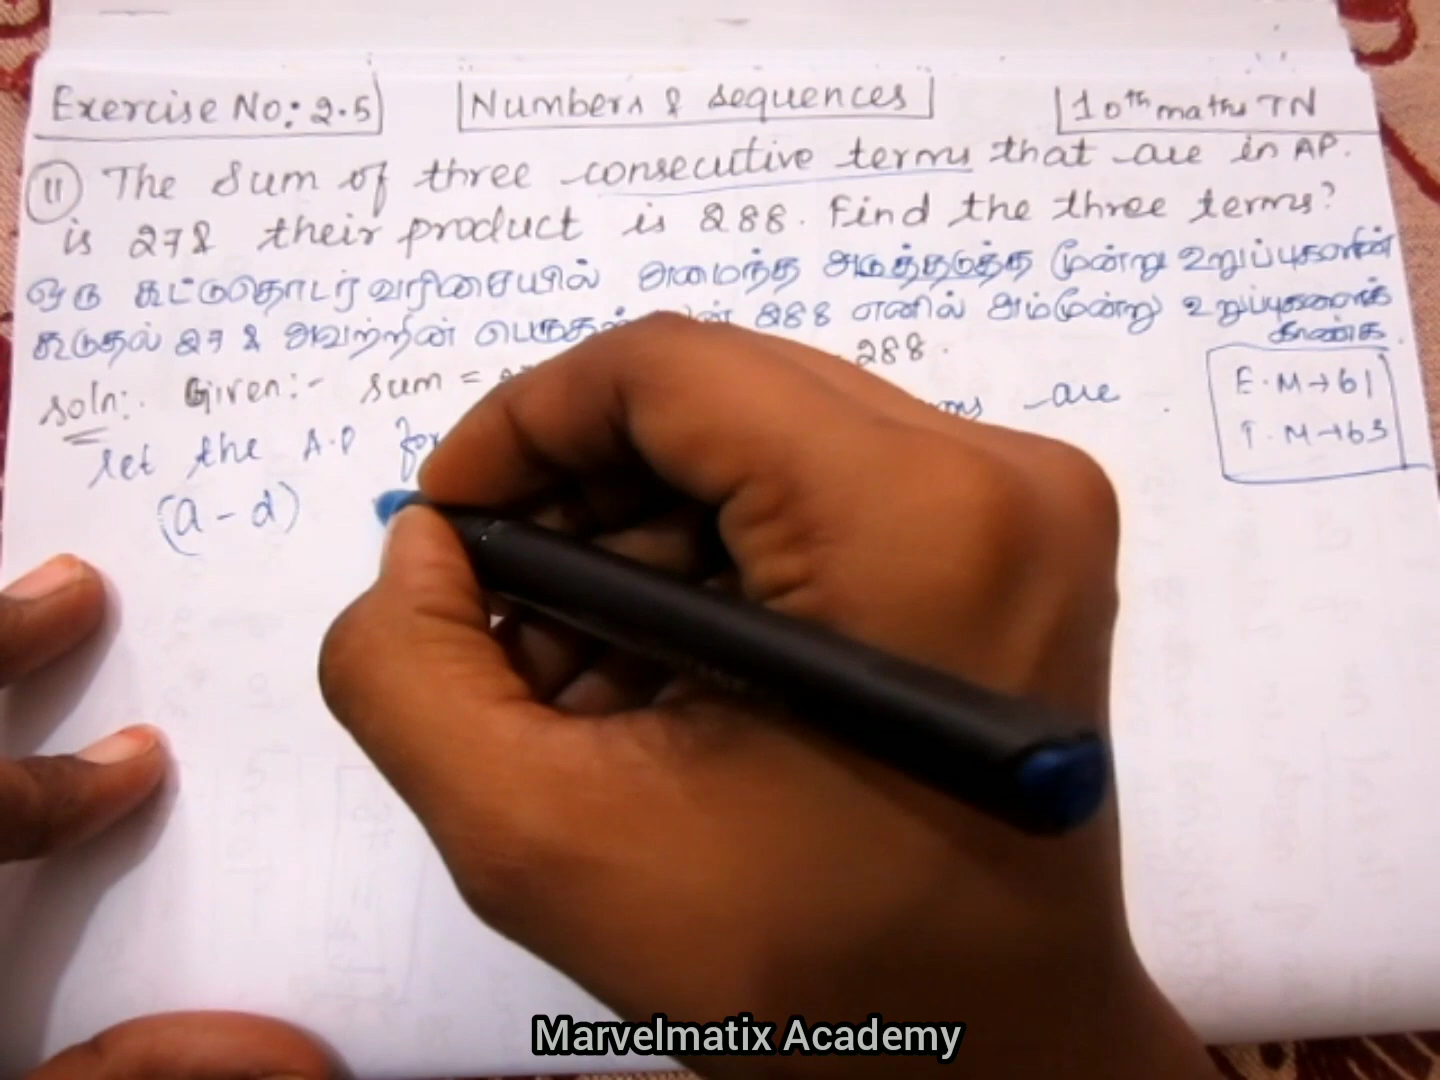 Exercise No: 2.5
Numbers & sequences
10th maths TN
11 The Sum of three consecutive terms that are in AP.
is 27 & their product is 288. Find the three terms?
ஒரு கூட்டுதொடர் வரிசையில் அமைந்த அடுத்தடுத்த மூன்று உறுப்புகளின்
கூடுதல் 27 & அவற்றின் 288 எனில் அம்மூன்று உறுப்புகளைக்
காண்க.
soln:. Given:- sum = 288.
let the A.P are
(a - d)
E.M→61
T.M→63
Marvelmatix Academy